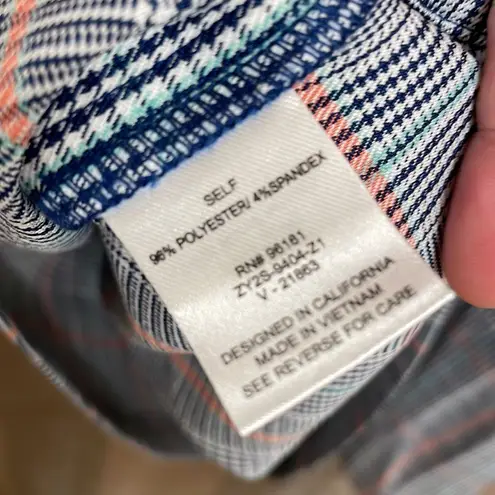 SELF
96% POLYESTER/ 4%SPANDEX
RN# 96181
ZY2S-9404-Z1
V - 21863
DESIGNED IN CALIFORNIA
MADE IN VIETNAM
SEE REVERSE FOR CARE